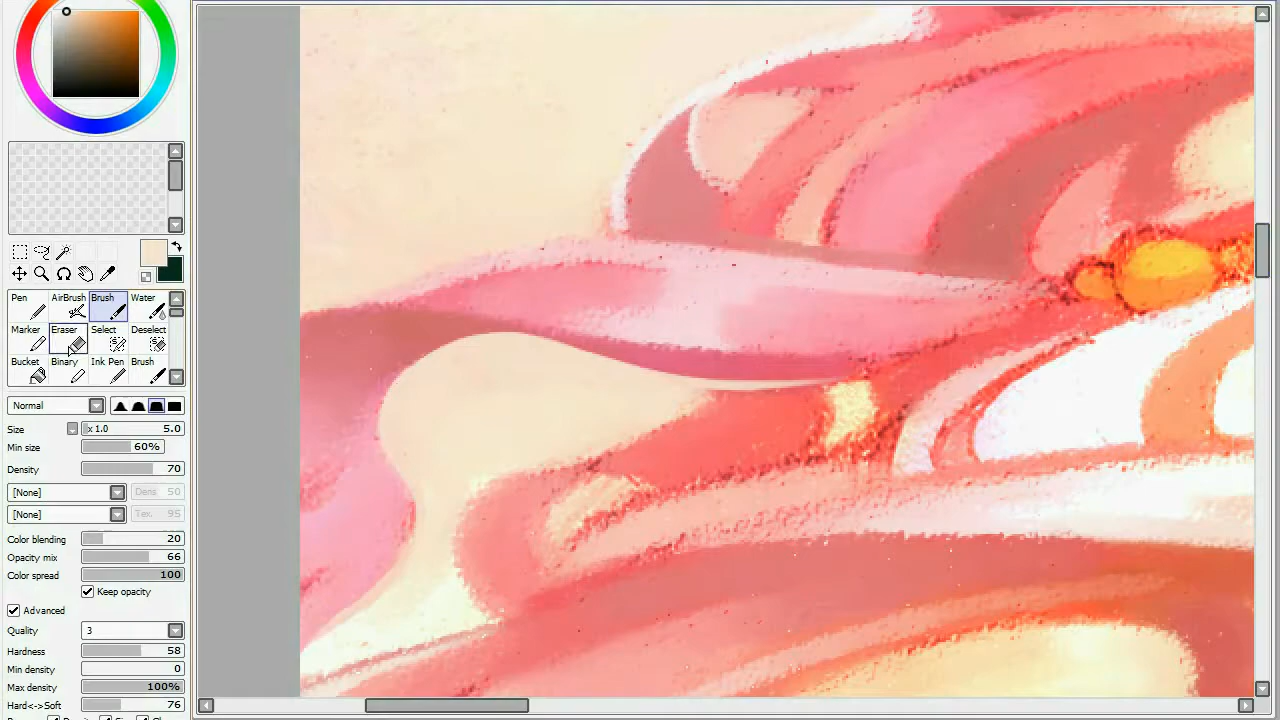 Pen AirBrush Brush Water
Marker Eraser Select Deselect
Bucket Binary Ink Pen Brush
Normal
Size x 1.0 5.0
Min size 60%
Density 70
[None] Dens 50
[None] Tex. 95
Color blending 20
Opacity mix 66
Color spread 100
Keep opacity
Advanced
Quality 3
Hardness 58
Min density 0
Max density 100%
Hard<->Soft 76